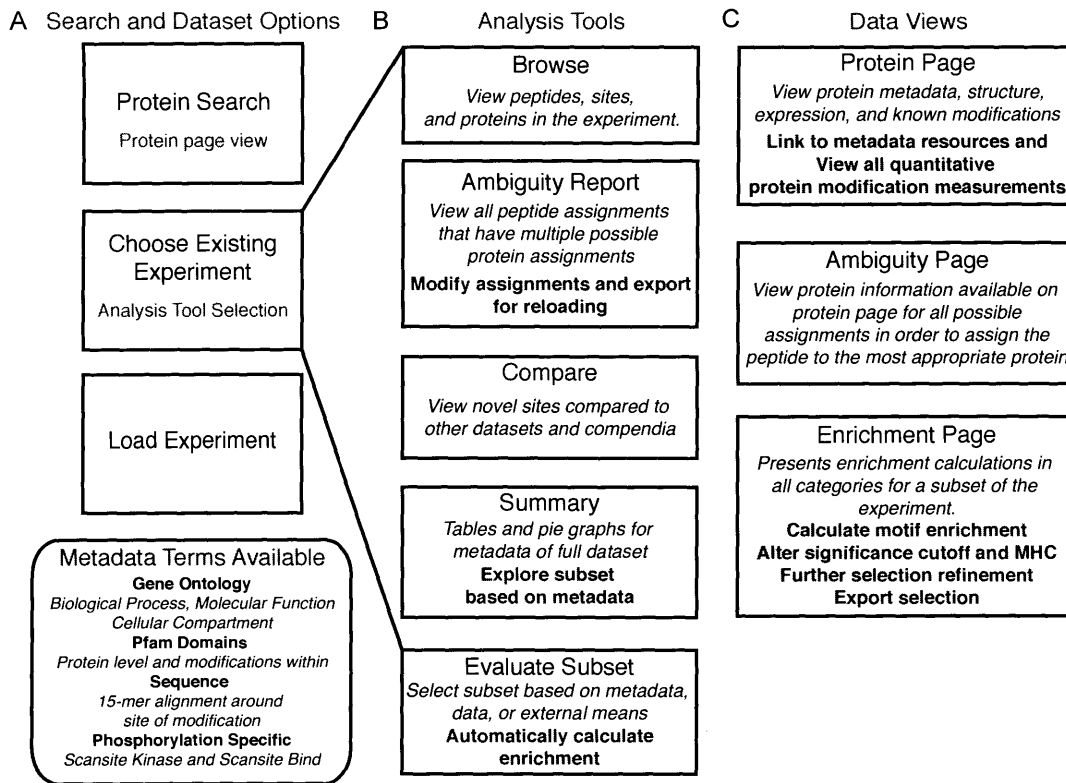 A Search and Dataset Options
Protein Search
Protein page view
Choose Existing
Experiment
Analysis Tool Selection
Load Experiment
Metadata Terms Available
Gene Ontology
Biological Process, Molecular Function
Cellular Compartment
Pfam Domains
Protein level and modifications within
Sequence
15-mer alignment around
site of modification
Phosphorylation Specific
Scansite Kinase and Scansite Bind
B Analysis Tools
Browse
View peptides, sites,
and proteins in the experiment.
Ambiguity Report
View all peptide assignments
that have multiple possible
protein assignments
Modify assignments and export
for reloading
Compare
View novel sites compared to
other datasets and compendia
Summary
Tables and pie graphs for
metadata of full dataset
Explore subset
based on metadata
Evaluate Subset
Select subset based on metadata,
data, or external means
Automatically calculate
enrichment
C Data Views
Protein Page
View protein metadata, structure,
expression, and known modifications
Link to metadata resources and
View all quantitative
protein modification measurements
Ambiguity Page
View protein information available on
protein page for all possible
assignments in order to assign the
peptide to the most appropriate protein
Enrichment Page
Presents enrichment calculations in
all categories for a subset of the
experiment.
Calculate motif enrichment
Alter significance cutoff and MHC
Further selection refinement
Export selection